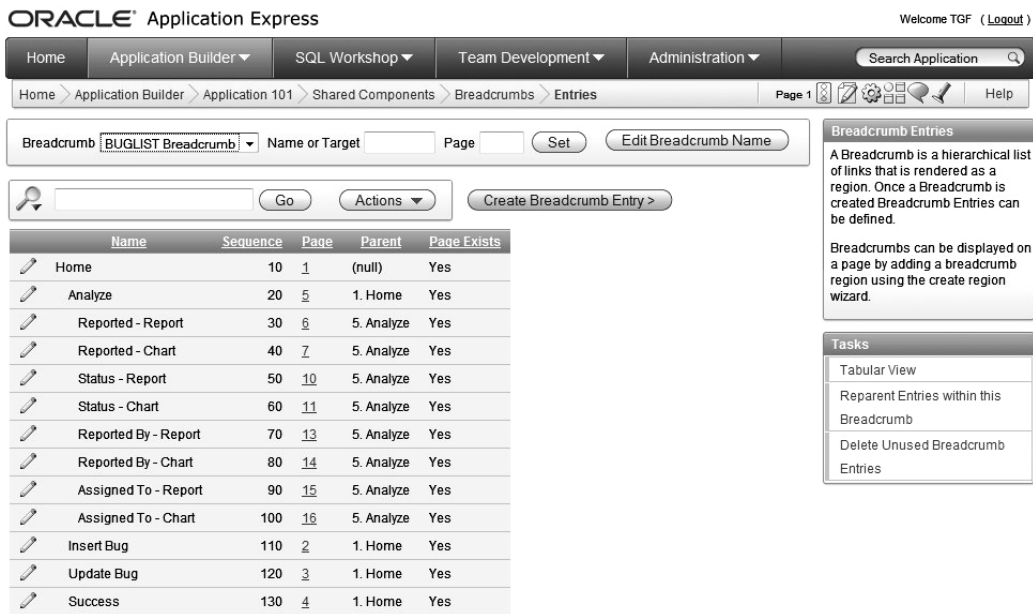 ORACLE Application Express
Welcome TGF ( Logout )
Home Application Builder SQL Workshop Team Development Administration Search Application
Home Application Builder Application 101 Shared Components Breadcrumbs Entries Page 1 Help
Breadcrumb BUGLIST Breadcrumb Name or Target Page Set Edit Breadcrumb Name
Go Actions Create Breadcrumb Entry >
Name Sequence Page Parent Page Exists
Home 10 1 (null) Yes
Analyze 20 5 1. Home Yes
Reported - Report 30 6 5. Analyze Yes
Reported - Chart 40 7 5. Analyze Yes
Status - Report 50 10 5. Analyze Yes
Status - Chart 60 11 5. Analyze Yes
Reported By - Report 70 13 5. Analyze Yes
Reported By - Chart 80 14 5. Analyze Yes
Assigned To - Report 90 15 5. Analyze Yes
Assigned To - Chart 100 16 5. Analyze Yes
Insert Bug 110 2 1. Home Yes
Update Bug 120 3 1. Home Yes
Success 130 4 1. Home Yes
Breadcrumb Entries
A Breadcrumb is a hierarchical list
of links that is rendered as a
region. Once a Breadcrumb is
created Breadcrumb Entries can
be defined.
Breadcrumbs can be displayed on
a page by adding a breadcrumb
region using the create region
wizard.
Tasks
Tabular View
Reparent Entries within this
Breadcrumb
Delete Unused Breadcrumb
Entries